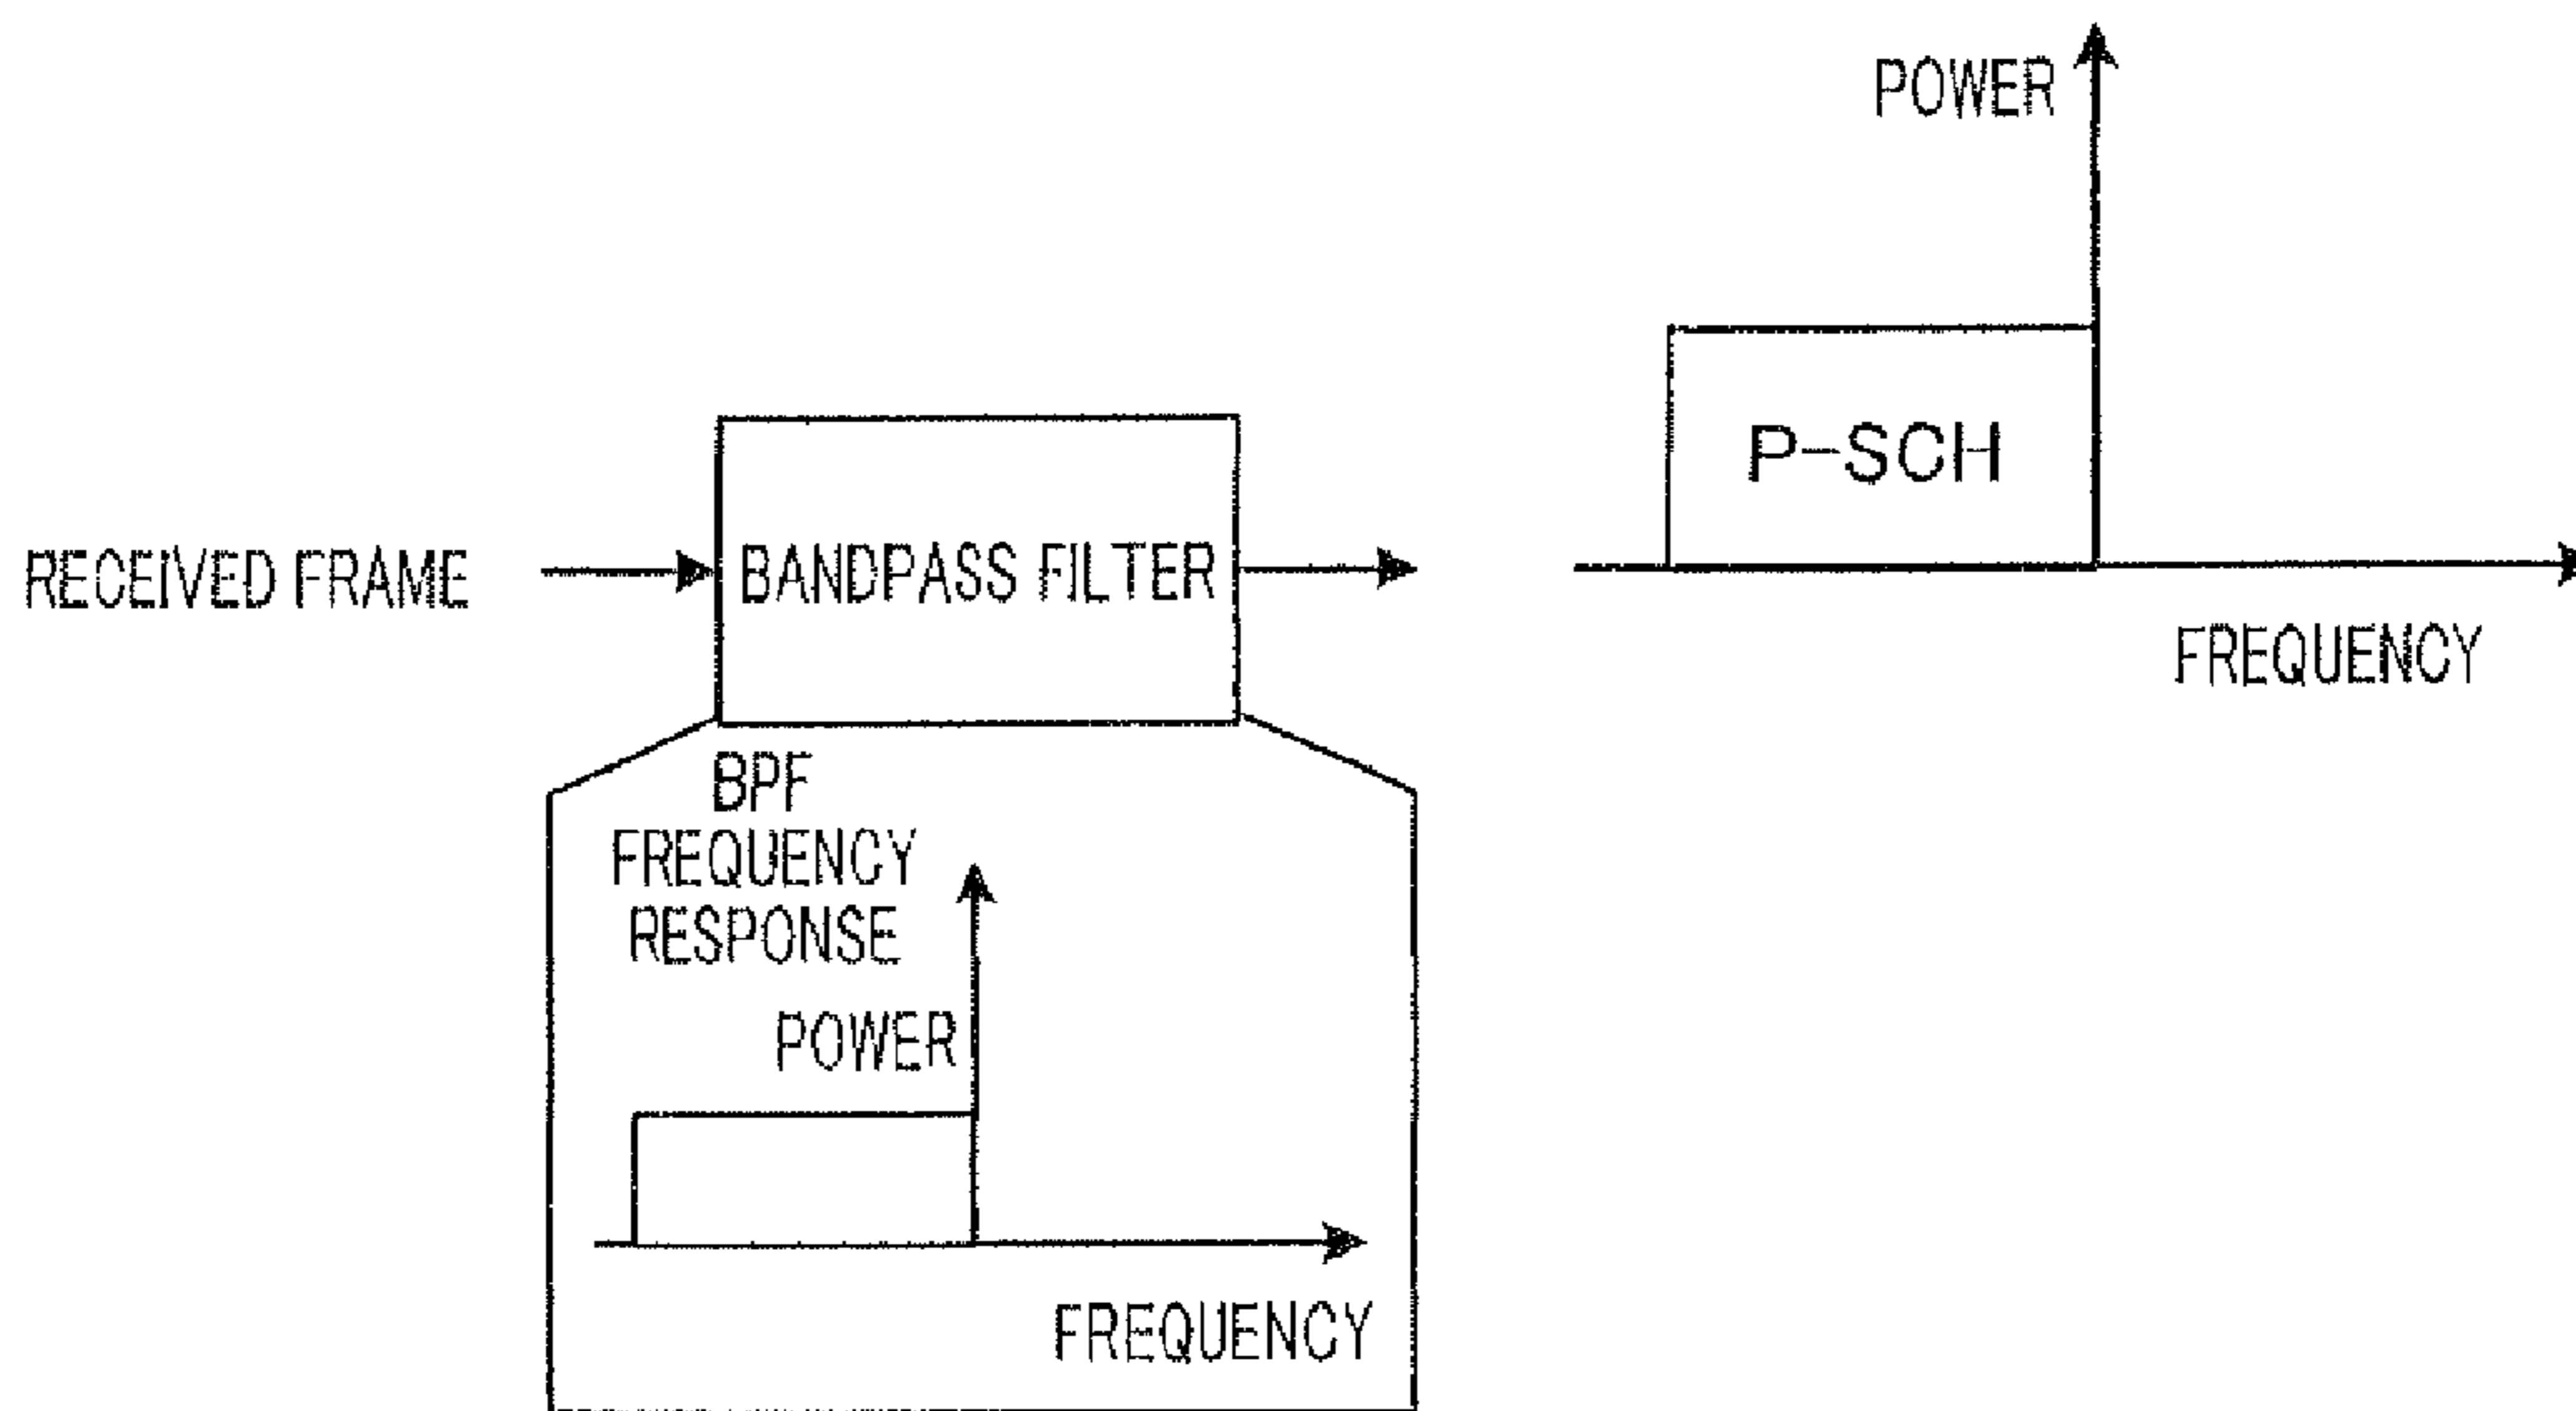 POWER
P-SCH
FREQUENCY
RECEIVED FRAME
BANDPASS FILTER
BPF
FREQUENCY
RESPONSE
POWER
FREQUENCY